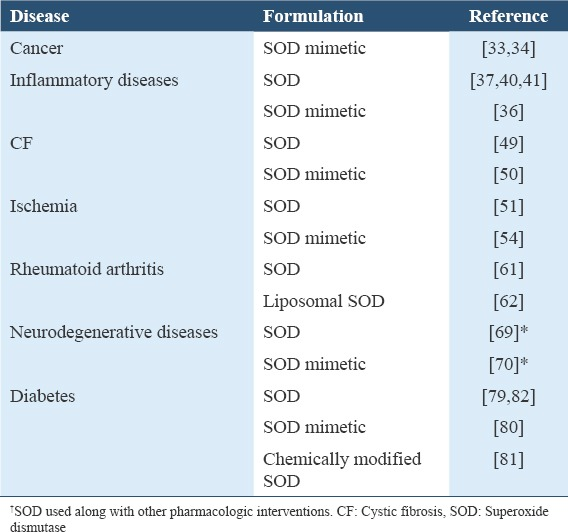 Disease Formulation Reference
Cancer SOD mimetic [33,34]
Inflammatory diseases SOD [37,40,41]
SOD mimetic [36]
CF SOD [49]
SOD mimetic [50]
Ischemia SOD [51]
SOD mimetic [54]
Rheumatoid arthritis SOD [61]
Liposomal SOD [62]
Neurodegenerative diseases SOD [69]*
SOD mimetic [70]*
Diabetes SOD [79,82]
SOD mimetic [80]
Chemically modified [81]
SOD
†SOD used along with other pharmacologic interventions. CF: Cystic fibrosis, SOD: Superoxide
dismutase